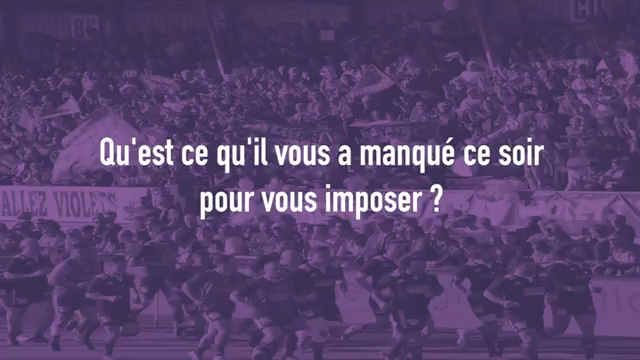 Qu'est ce qu'il vous a manqué ce soir
pour vous imposer ?
ALLEZ VIOLETS